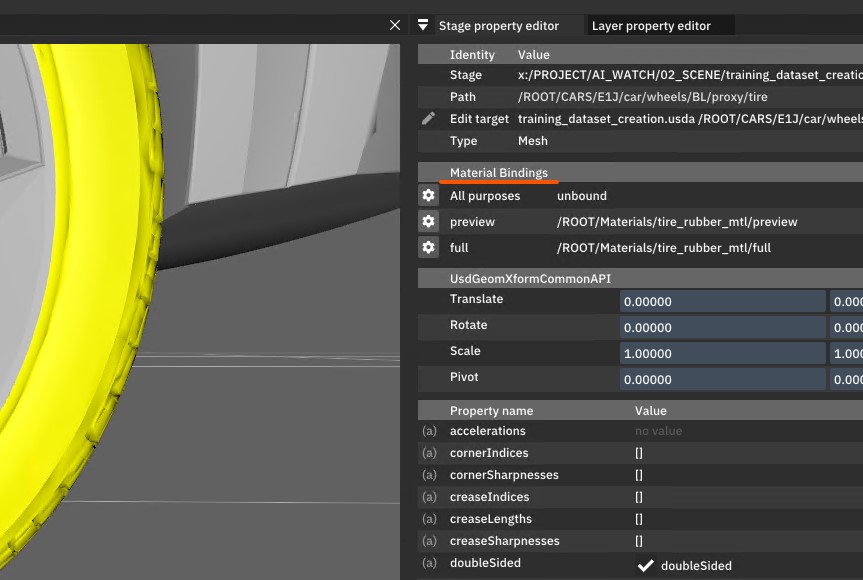 Stage property editor Layer property editor
Identity Value
Stage x:/PROJECT/AI_WATCH/02_SCENE/training_dataset_creatio
Path /ROOT/CARS/E1J/car/wheels/BL/proxy/tire
Edit target training_dataset_creation.usda /ROOT/CARS/E1J/car/wheels
Type Mesh
Material Bindings
All purposes unbound
preview /ROOT/Materials/tire_rubber_mtl/preview
full /ROOT/Materials/tire_rubber_mtl/full
UsdGeomXformCommonAPI
Translate 0.00000 0.000
Rotate 0.00000 0.000
Scale 1.00000 1.000
Pivot 0.00000 0.000
Property name Value
(a) accelerations no value
(a) cornerIndices []
(a) cornerSharpnesses []
(a) creaseIndices []
(a) creaseLengths []
(a) creaseSharpnesses []
(a) doubleSided doubleSided